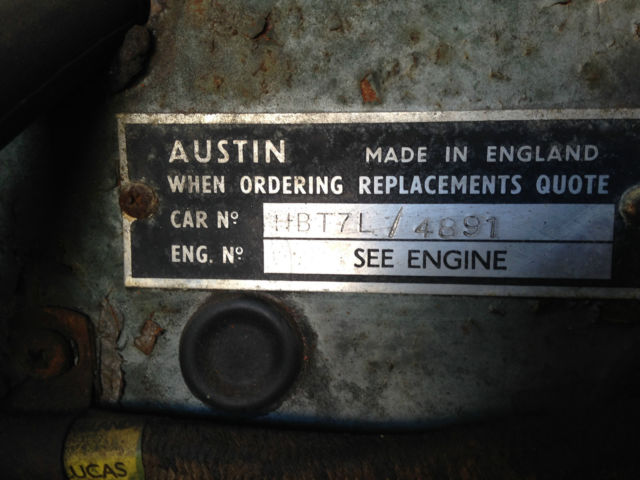 AUSTIN MADE IN ENGLAND
WHEN ORDERING REPLACEMENTS QUOTE
CAR Nº HBT7L/4891
ENG. Nº SEE ENGINE
LUCAS